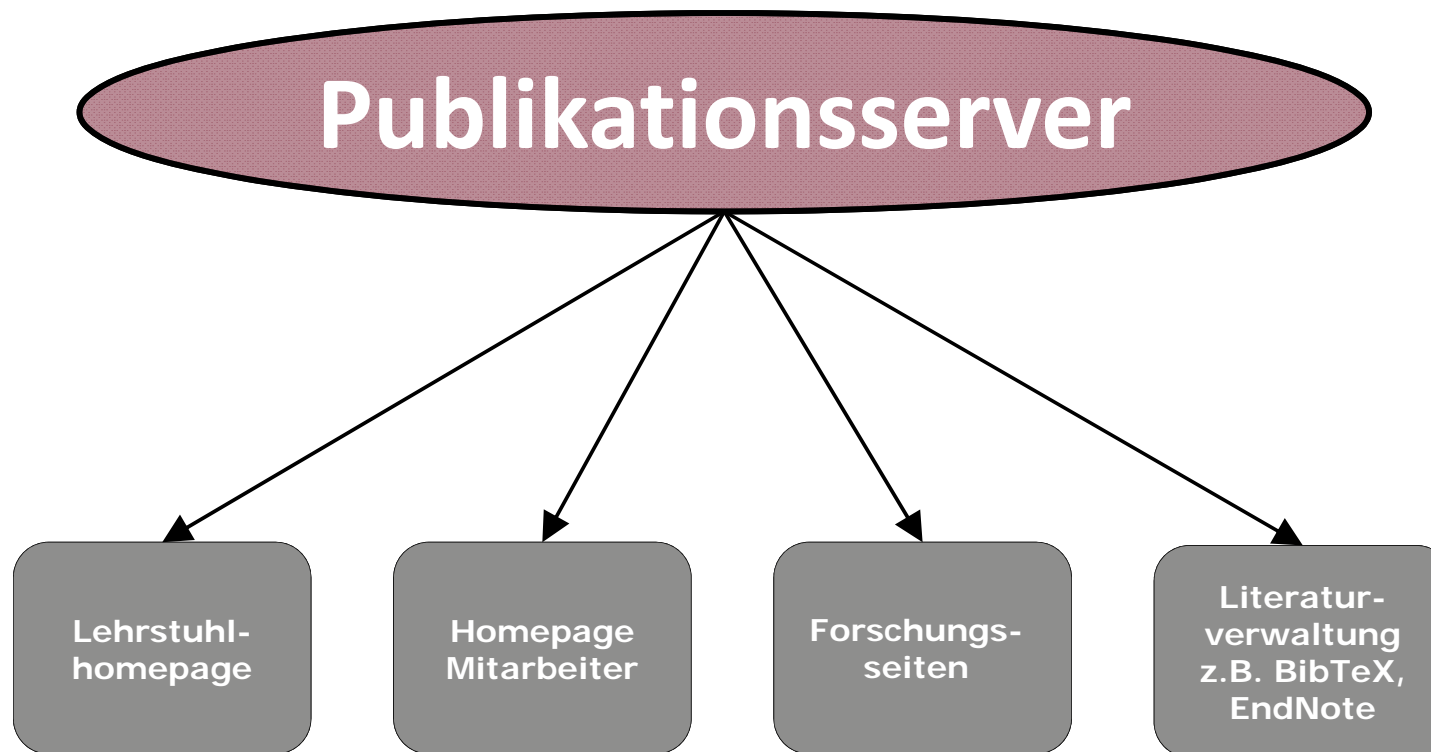 Publikationsserver
Lehrstuhl-
homepage
Homepage
Mitarbeiter
Forschungs-
seiten
Literatur-
verwaltung
z.B. BibTeX,
EndNote